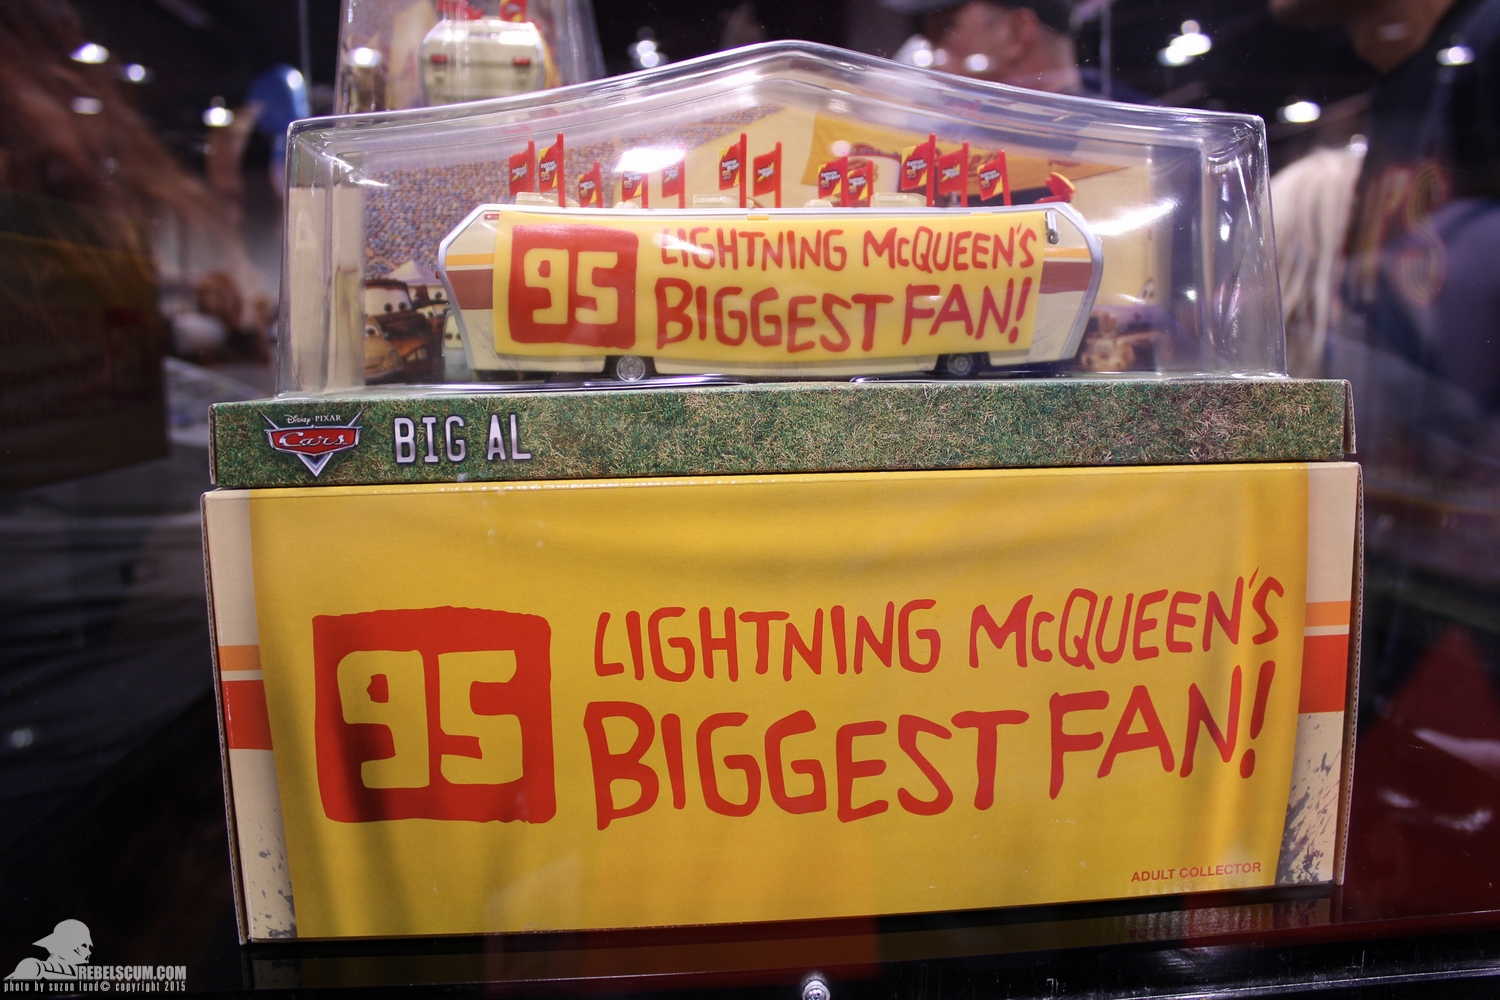 95
LIGHTNING McQUEEN'S
BIGGEST FAN!
Disney·PIXAR
Cars
BIG AL
95
LIGHTNING McQUEEN'S
BIGGEST FAN!
ADULT COLLECTOR
REBELSCUM.COM
photo by suzan lund© copyright 2015